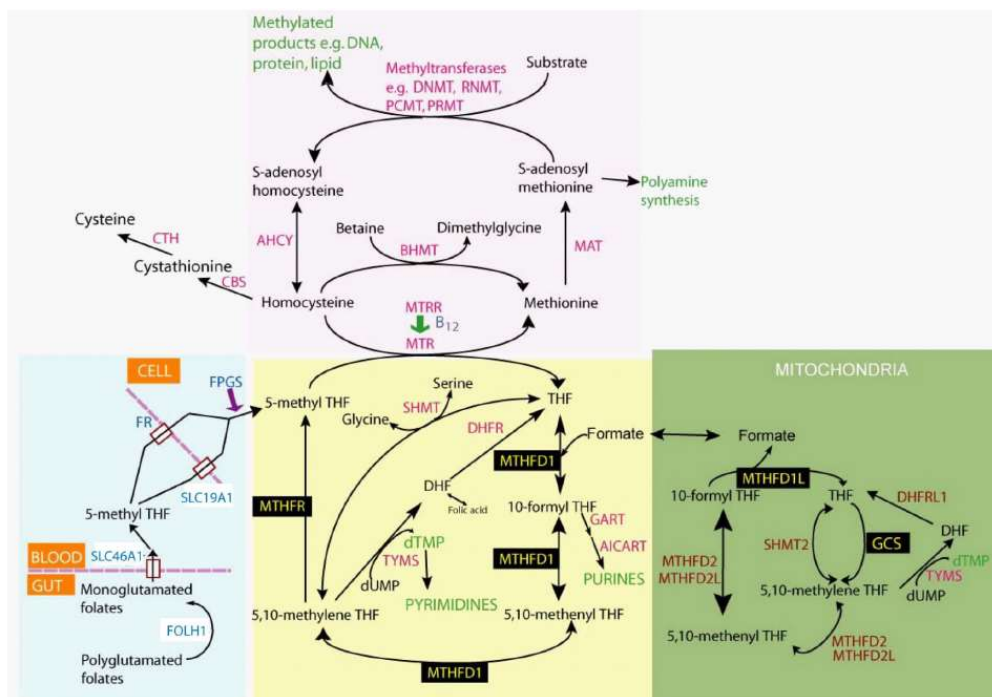 Methylated
products e.g. DNA,
protein, lipid
Methyltransferases
e.g. DNMT, RNMT,
PCMT, PRMT
Substrate
S-adenosyl
homocysteine
S-adenosyl
methionine
Polyamine
synthesis
Cysteine
CTH
Cystathionine
CBS
AHCY
Betaine
Dimethylglycine
BHMT
MAT
Homocysteine
Methionine
MTRR
B12
MTR
CELL
FPGS
FR
SLC19A1
5-methyl THF
BLOOD
SLC46A1
GUT
Monoglutamated
folates
FOLH1
Polyglutamated
folates
5-methyl THF
Serine
SHMT
Glycine
THF
DHFR
Formate
MTHFD1
MTHFR
DHF
Folic acid
10-formyl THF
GART
AICART
dTMP
TYMS
dUMP
MTHFD1
PURINES
PYRIMIDINES
5,10-methylene THF
5,10-methenyl THF
MTHFD1
MITOCHONDRIA
Formate
MTHFD1L
10-formyl THF
THF
DHFRL1
DHF
SHMT2
GCS
MTHFD2
MTHFD2L
dTMP
TYMS
dUMP
5,10-methylene THF
5,10-methenyl THF
MTHFD2
MTHFD2L